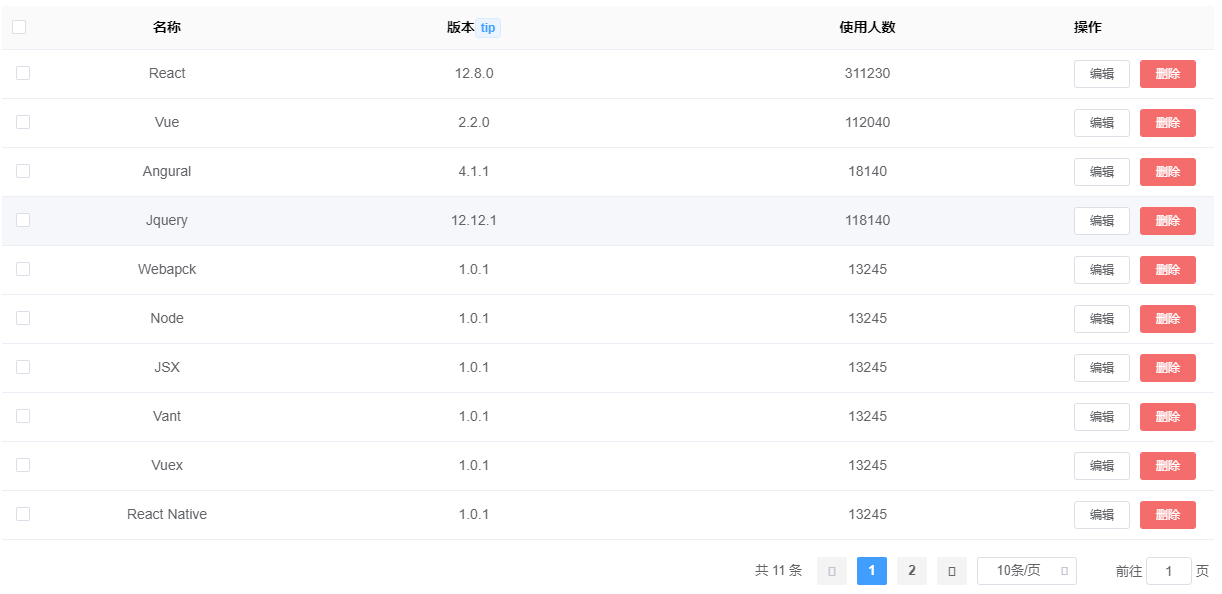 名称 版本 tip 使用人数 操作
React 12.8.0 311230 编辑 删除
Vue 2.2.0 112040 编辑 删除
Angural 4.1.1 18140 编辑 删除
Jquery 12.12.1 118140 编辑 删除
Webapck 1.0.1 13245 编辑 删除
Node 1.0.1 13245 编辑 删除
JSX 1.0.1 13245 编辑 删除
Vant 1.0.1 13245 编辑 删除
Vuex 1.0.1 13245 编辑 删除
React Native 1.0.1 13245 编辑 删除
共 11 条 1 2 10条/页 前往 1 页